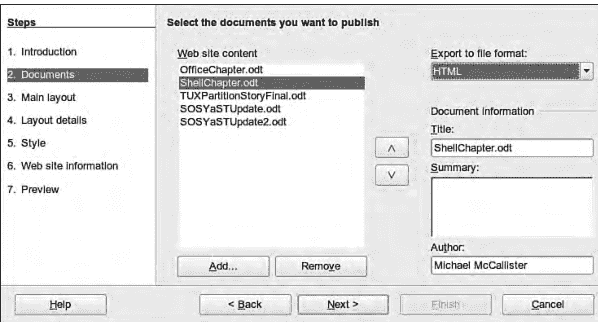 Steps
1. Introduction
2. Documents
3. Main layout
4. Layout details
5. Style
6. Web site information
7. Preview
Select the documents you want to publish
Web site content
OfficeChapter.odt
ShellChapter.odt
TUXPartitionStoryFinal.odt
SOSYaSTUpdate.odt
SOSYaSTUpdate2.odt
Add...
Remove
Export to file format:
HTML
Document information
Title:
ShellChapter.odt
Summary:
Author:
Michael McCallister
Help
< Back
Next >
Finish
Cancel